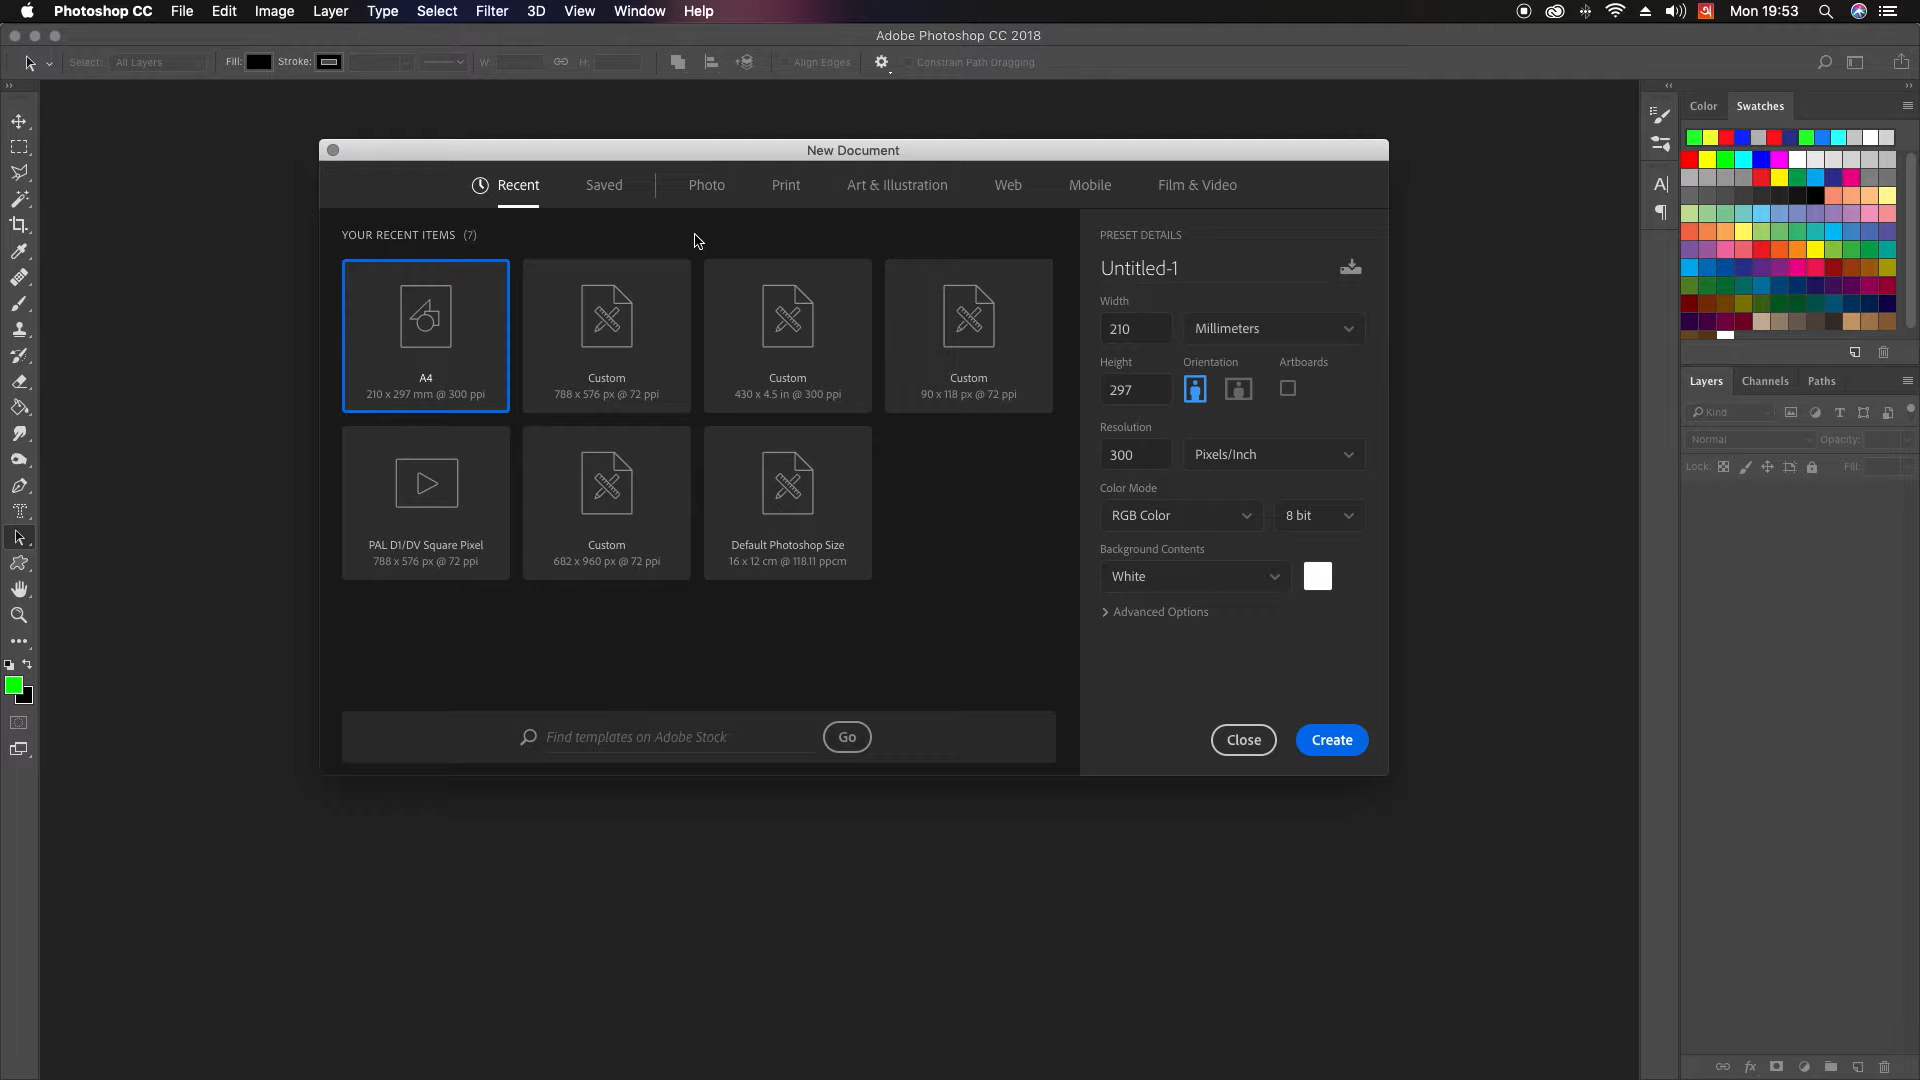 Photoshop CC File Edit Image Layer Type Select Filter 3D View Window Help Mon 19:53
Adobe Photoshop CC 2018
Select: All Layers Fill: Stroke: W: H: Align Edges Constrain Path Dragging
Color Swatches
New Document
Recent Saved Photo Print Art & Illustration Web Mobile Film & Video
YOUR RECENT ITEMS (7)
A4
210 x 297 mm @ 300 ppi
Custom
788 x 576 px @ 72 ppi
Custom
430 x 4.5 in @ 300 ppi
Custom
90 x 118 px @ 72 ppi
PAL D1/DV Square Pixel
788 x 576 px @ 72 ppi
Custom
682 x 960 px @ 72 ppi
Default Photoshop Size
16 x 12 cm @ 118.11 ppcm
Find templates on Adobe Stock Go
PRESET DETAILS
Untitled-1
Width
210 Millimeters
Height Orientation Artboards
297
Resolution
300 Pixels/Inch
Color Mode
RGB Color 8 bit
Background Contents
White
Advanced Options
Close Create
Layers Channels Paths
Kind
Normal Opacity:
Lock: Fill: